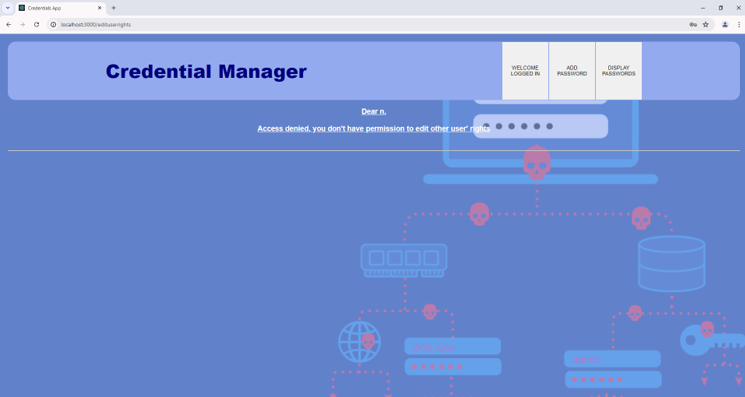 Credentials App
localhost:3000/edituserrights
Credential Manager
WELCOME
LOGGED IN
ADD
PASSWORD
DISPLAY
PASSWORDS
Dear n.
Access denied, you don't have permission to edit other user' rights